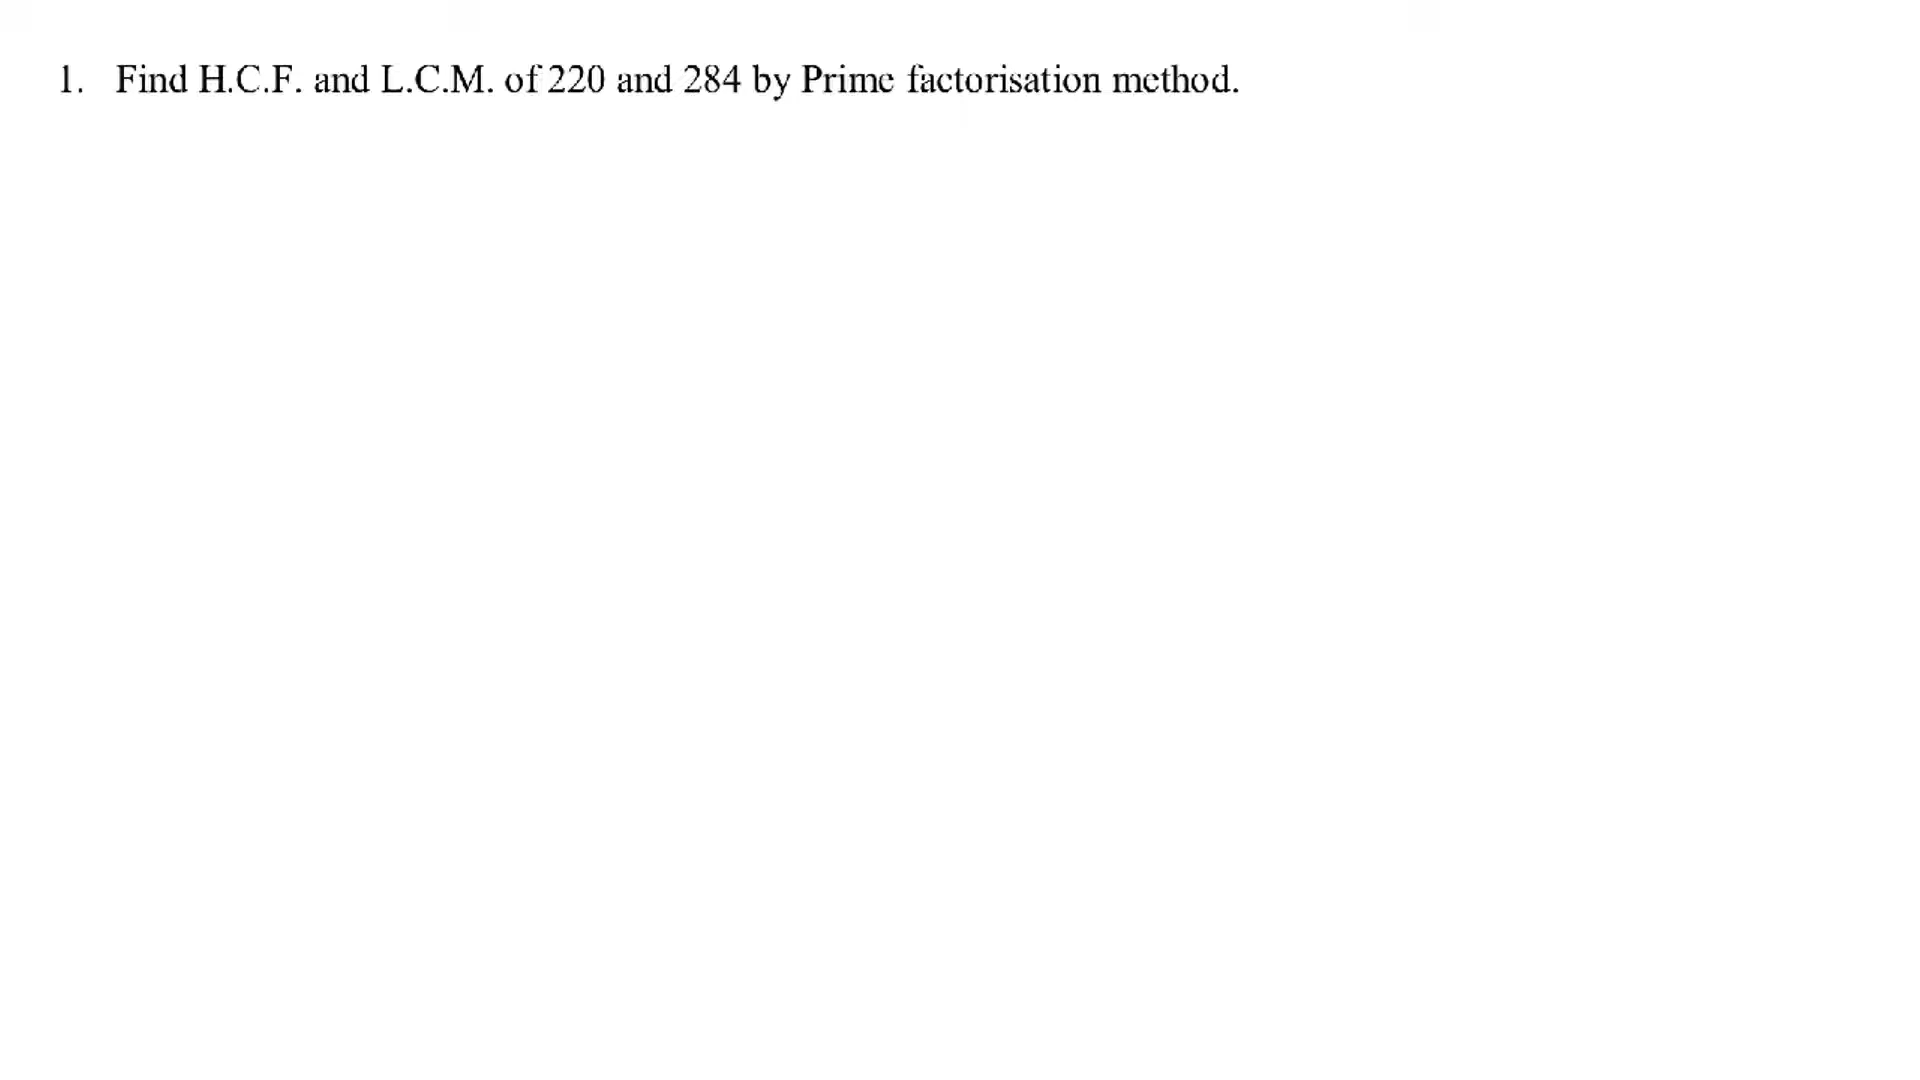 1. Find H.C.F. and L.C.M. of 220 and 284 by Prime factorisation method.